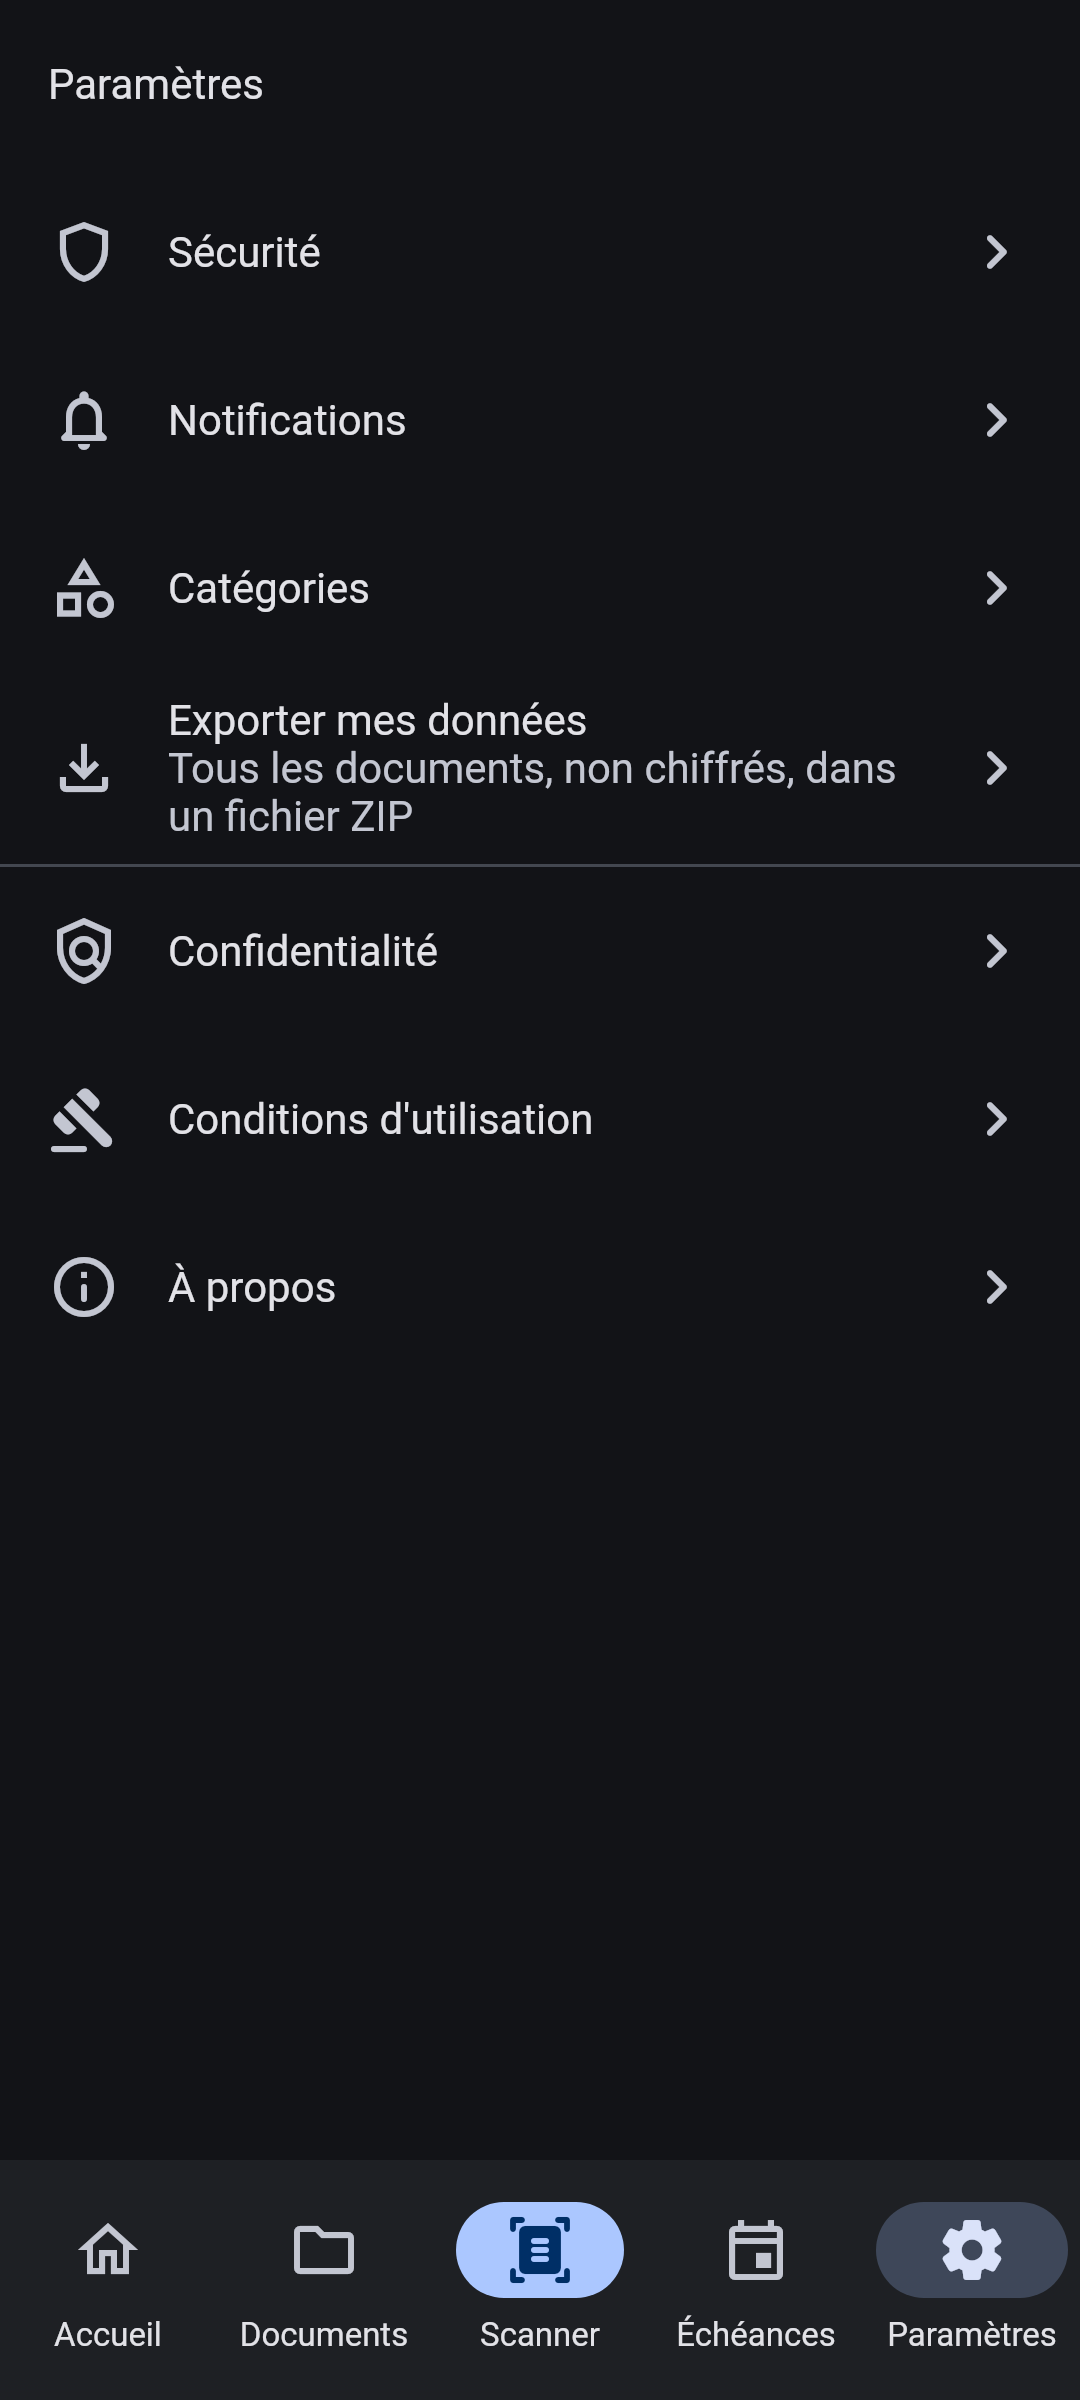 Paramètres
Sécurité
Notifications
Catégories
Exporter mes données
Tous les documents, non chiffrés, dans
un fichier ZIP
Confidentialité
Conditions d'utilisation
À propos
Accueil
Documents
Scanner
Échéances
Paramètres